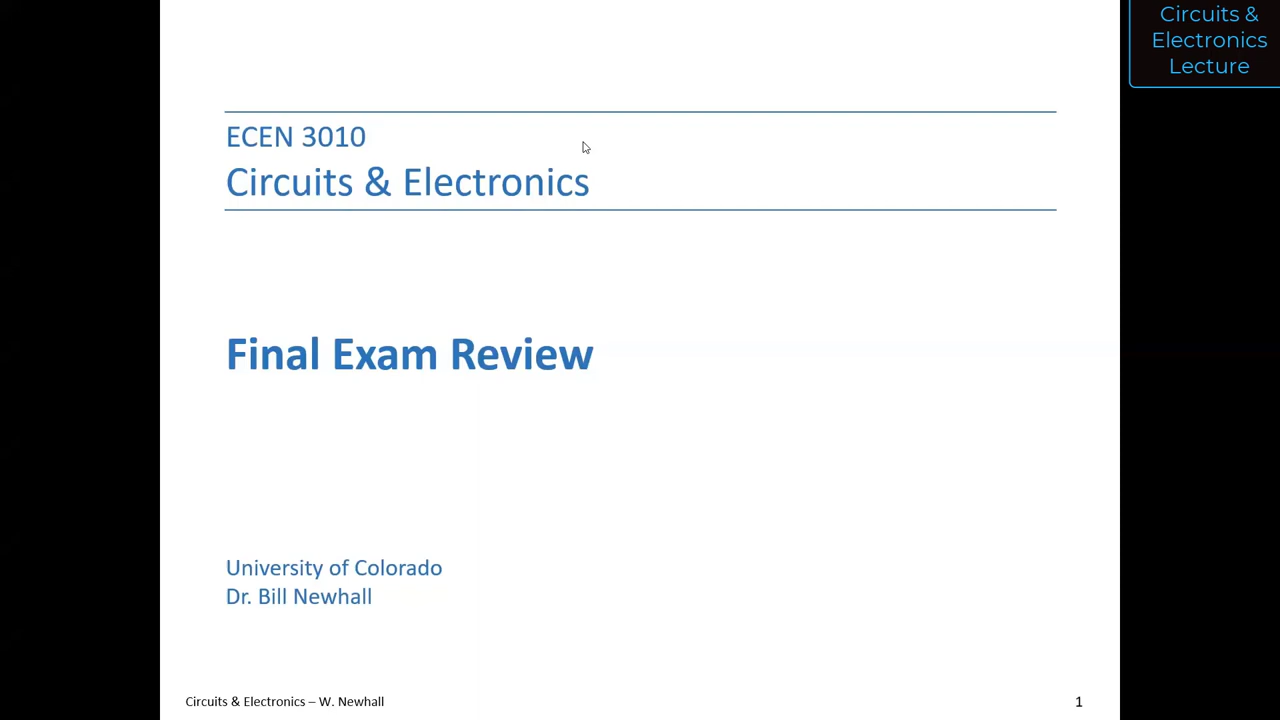 Circuits &
Electronics
Lecture
ECEN 3010
Circuits & Electronics
Final Exam Review
University of Colorado
Dr. Bill Newhall
Circuits & Electronics – W. Newhall
1